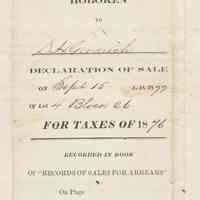 HOBOKEN
TO
DECLARATION OF SALE
ON Sept 15 A.D. 1877
OF Lot 4 Block 26
FOR TAXES OF 1876
RECORDED IN BOOK
OF "RECORDS OF SALES FOR ARREARS"
On Page